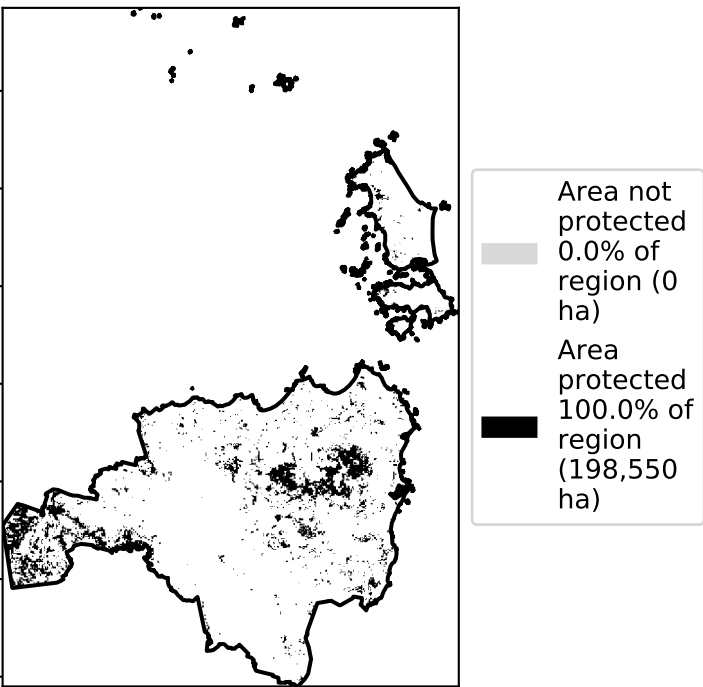 Area not
protected
0.0% of
region (0
ha)
Area
protected
100.0% of
region
(198,550
ha)